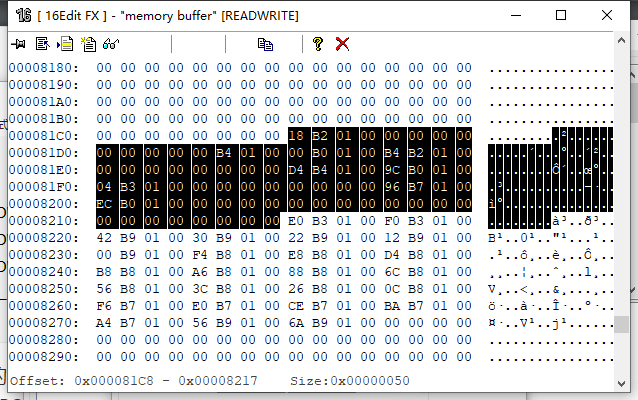 [ 16Edit FX ] - "memory buffer" [READWRITE]
00008180: 00 00 00 00 00 00 00 00 00 00 00 00 00 00 00 00 ................
00008190: 00 00 00 00 00 00 00 00 00 00 00 00 00 00 00 00 ................
000081A0: 00 00 00 00 00 00 00 00 00 00 00 00 00 00 00 00 ................
000081B0: 00 00 00 00 00 00 00 00 00 00 00 00 00 00 00 00 ................
000081C0: 00 00 00 00 00 00 00 00 18 B2 01 00 00 00 00 00 .........²......
000081D0: 00 00 00 00 00 B4 01 00 00 B0 01 00 B4 B2 01 00 .....´...°..´²..
000081E0: 00 00 00 00 00 00 00 00 D4 B4 01 00 9C B0 01 00 ........Ô´..œ°..
000081F0: 04 B3 01 00 00 00 00 00 00 00 00 00 96 B7 01 00 .³..........–·..
00008200: EC B0 01 00 00 00 00 00 00 00 00 00 00 00 00 00 ì°..............
00008210: 00 00 00 00 00 00 00 00 E0 B3 01 00 F0 B3 01 00 ........à³..ð³..
00008220: 42 B9 01 00 30 B9 01 00 22 B9 01 00 12 B9 01 00 B¹..0¹.."¹...¹..
00008230: 00 B9 01 00 F4 B8 01 00 E8 B8 01 00 D4 B8 01 00 .¹..ô¸..è¸..Ô¸..
00008240: B8 B8 01 00 A6 B8 01 00 88 B8 01 00 6C B8 01 00 ¸¸..¦¸..ˆ¸..l¸..
00008250: 56 B8 01 00 3C B8 01 00 26 B8 01 00 0C B8 01 00 V¸..<¸..&¸...¸..
00008260: F6 B7 01 00 E0 B7 01 00 CE B7 01 00 BA B7 01 00 ö·..à·..Î·..º·..
00008270: A4 B7 01 00 56 B9 01 00 6A B9 01 00 00 00 00 00 ¤·..V¹..j¹......
00008280: 00 00 00 00 00 00 00 00 00 00 00 00 00 00 00 00 ................
00008290: 00 00 00 00 00 00 00 00 00 00 00 00 00 00 00 00 ................
Offset: 0x000081C8 - 0x00008217 Size:0x00000050